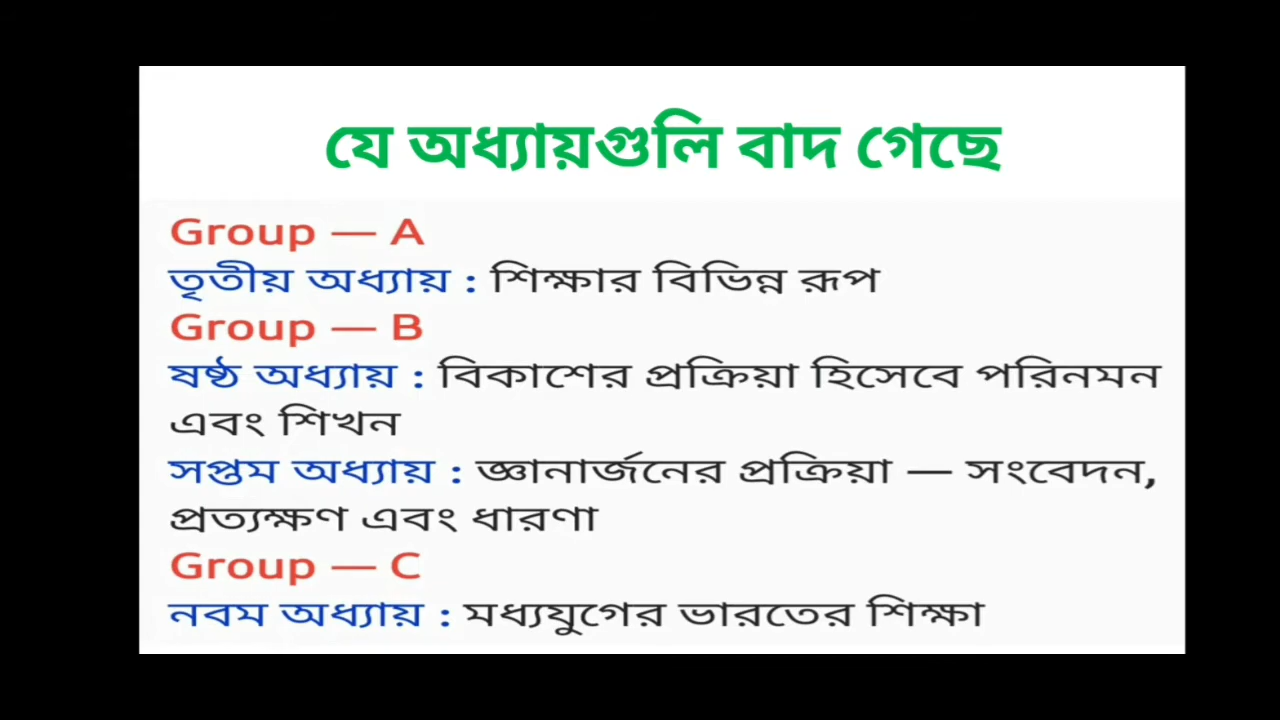 যে অধ্যায়গুলি বাদ গেছে
Group — A
তৃতীয় অধ্যায় : শিক্ষার বিভিন্ন রূপ
Group — B
ষষ্ঠ অধ্যায় : বিকাশের প্রক্রিয়া হিসেবে পরিনমন
এবং শিখন
সপ্তম অধ্যায় : জ্ঞানার্জনের প্রক্রিয়া — সংবেদন,
প্রত্যক্ষণ এবং ধারণা
Group — C
নবম অধ্যায় : মধ্যযুগের ভারতের শিক্ষা